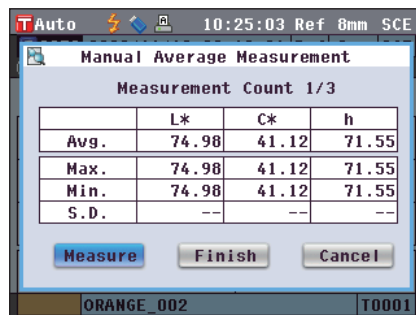 T Auto 10:25:03 Ref 8mm SCE
Manual Average Measurement
Measurement Count 1/3
L* C* h
Avg. 74.98 41.12 71.55
Max. 74.98 41.12 71.55
Min. 74.98 41.12 71.55
S.D. -- -- --
Measure Finish Cancel
ORANGE_002 T0001